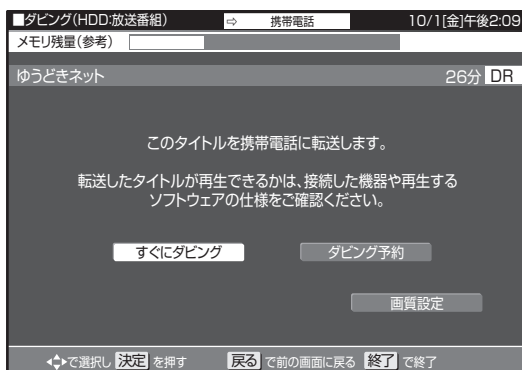 ■ダビング(HDD:放送番組) ⇨ 携帯電話 10/1[金]午後2:09
メモリ残量(参考)
ゆうどきネット 26分 DR
このタイトルを携帯電話に転送します。
転送したタイトルが再生できるかは、接続した機器や再生する
ソフトウェアの仕様をご確認ください。
すぐにダビング ダビング予約
画質設定
で選択し 決定 を押す 戻る で前の画面に戻る 終了 で終了